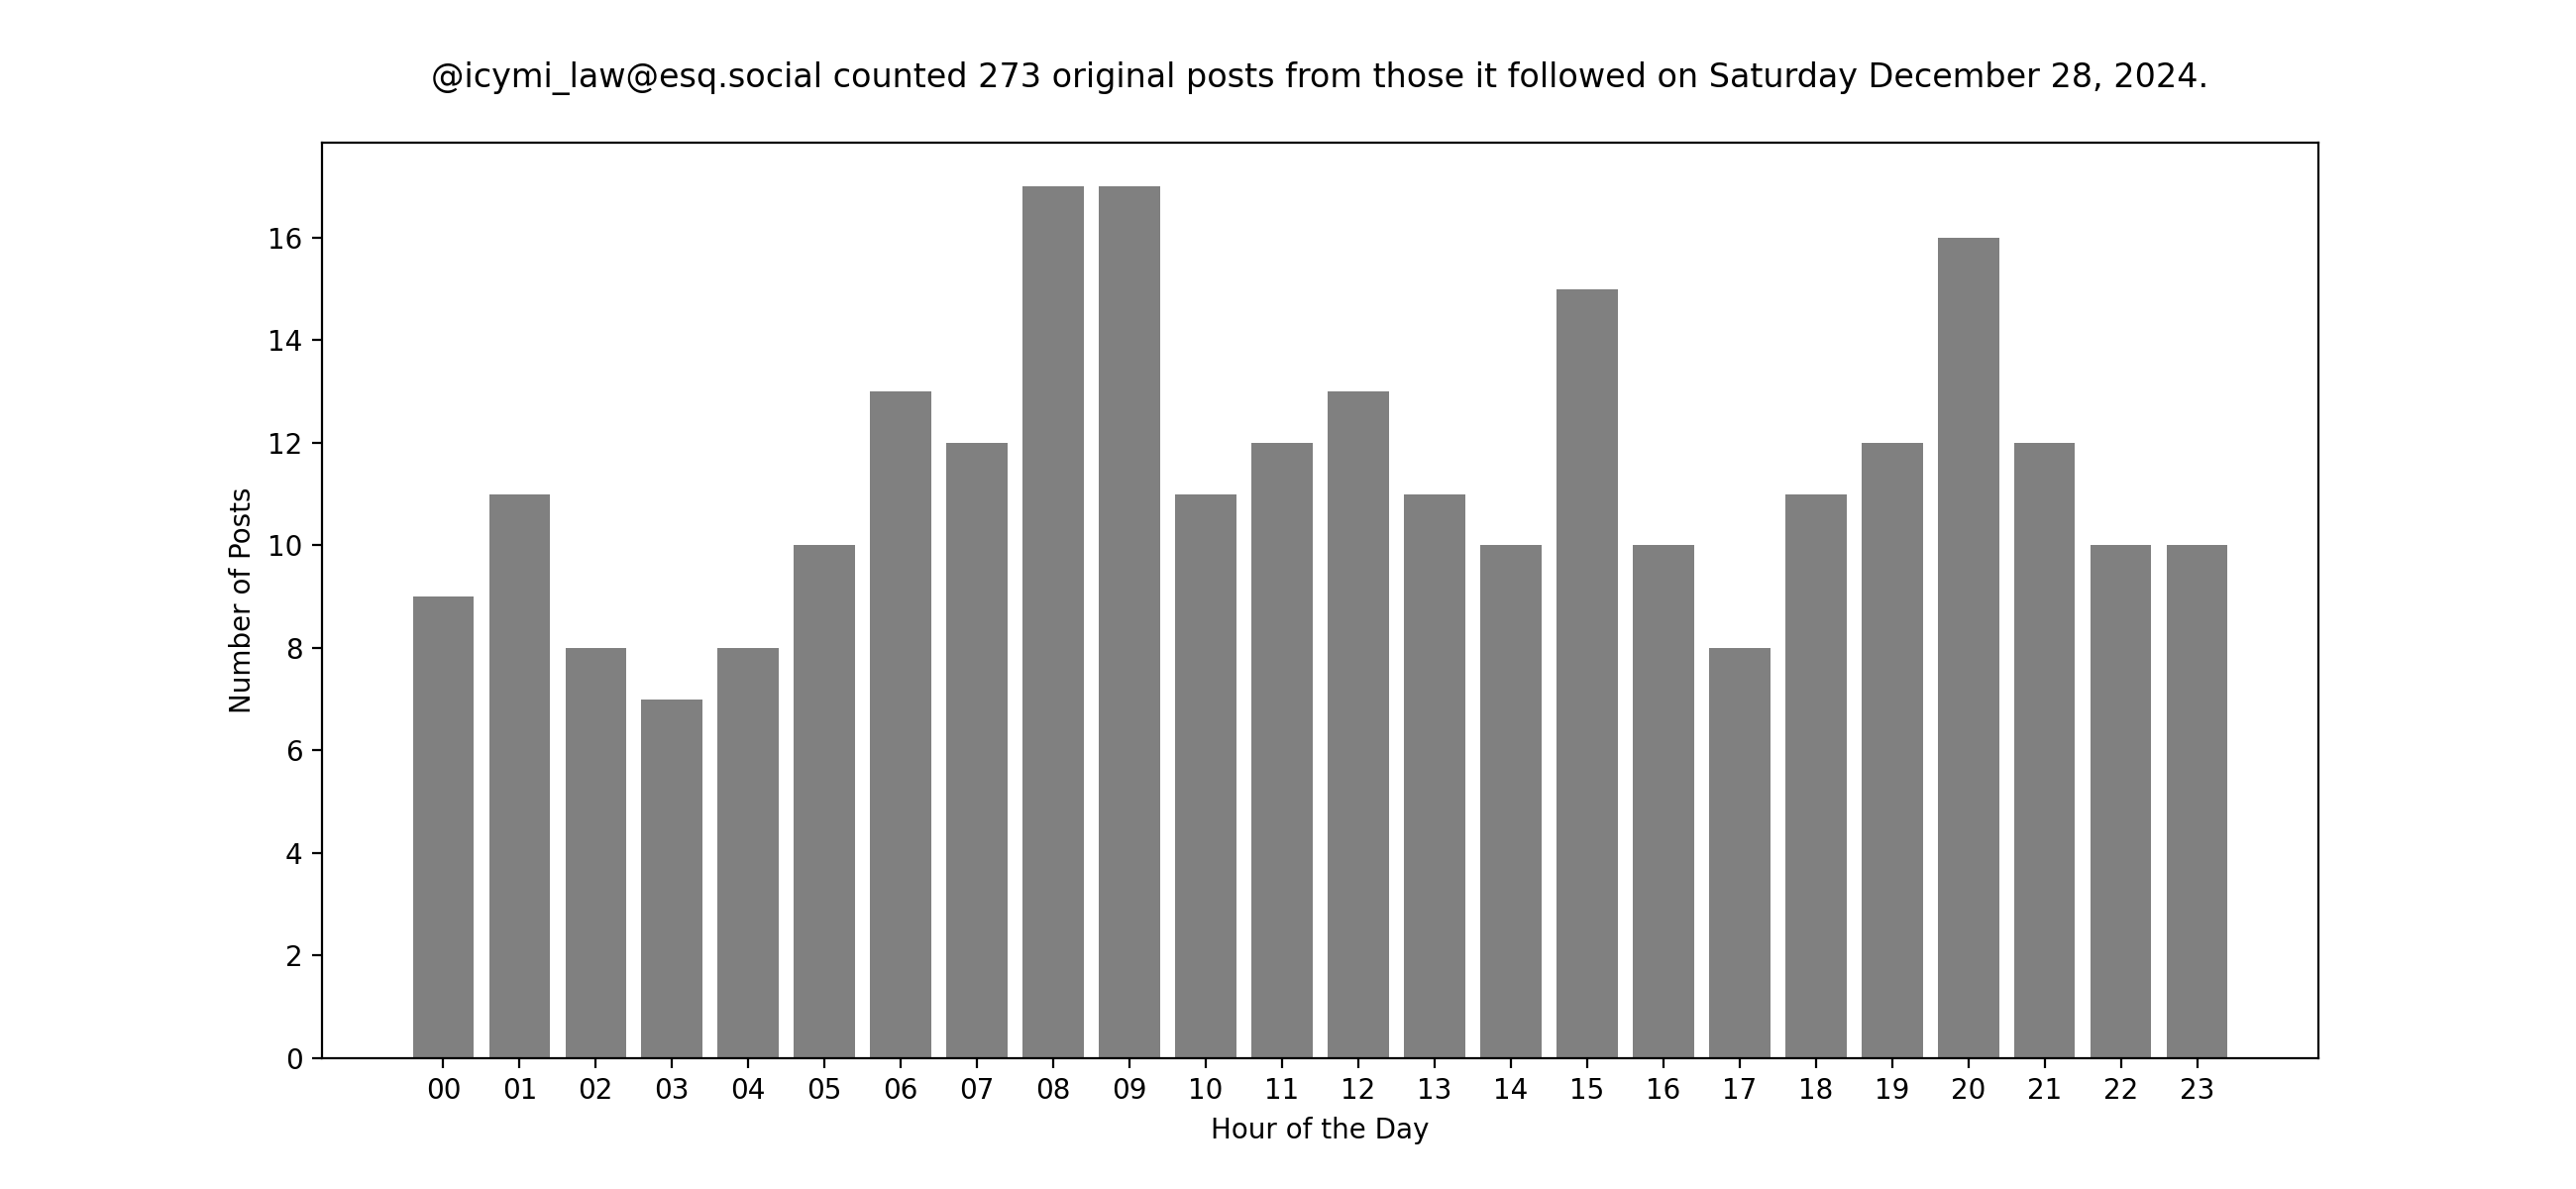 @icymi_law@esq.social counted 273 original posts from those it followed on Saturday December 28, 2024.
16
14
12
10
8
6
4
2
0
Number of Posts
00 01 02 03 04 05 06 07 08 09 10 11 12 13 14 15 16 17 18 19 20 21 22 23
Hour of the Day